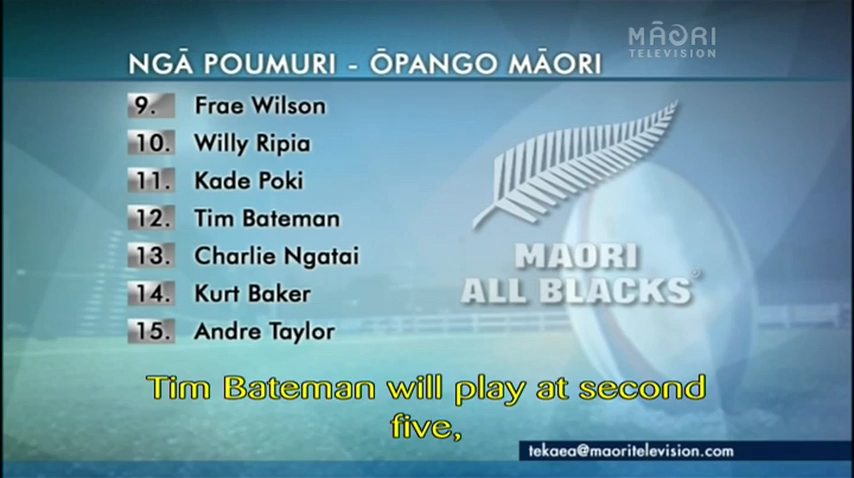 MĀORI
TELEVISION
NGĀ POUMURI - ŌPANGO MĀORI
9. Frae Wilson
10. Willy Ripia
11. Kade Poki
12. Tim Bateman
13. Charlie Ngatai
14. Kurt Baker
15. Andre Taylor
MAORI
ALL BLACKS
Tim Bateman will play at second
five,
tekaea@maoritelevision.com